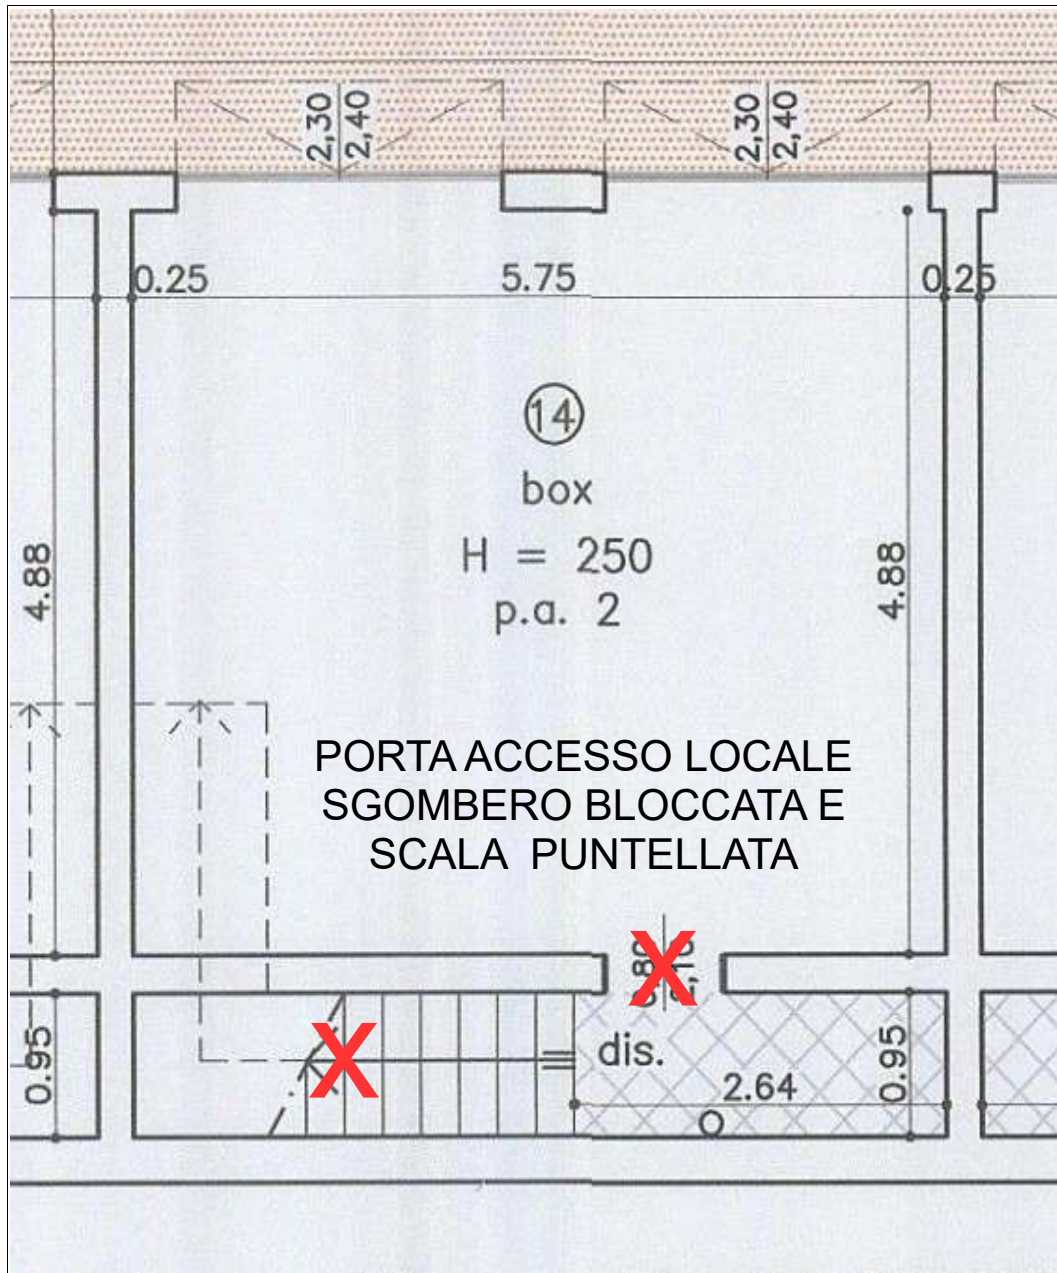 2,30
2,40
2,30
2,40
0.25
5.75
0.25
14
box
H = 250
p.a. 2
4.88
4.88
PORTA ACCESSO LOCALE
SGOMBERO BLOCCATA E
SCALA PUNTELLATA
X
X
dis.
0.95
2.64
0.95